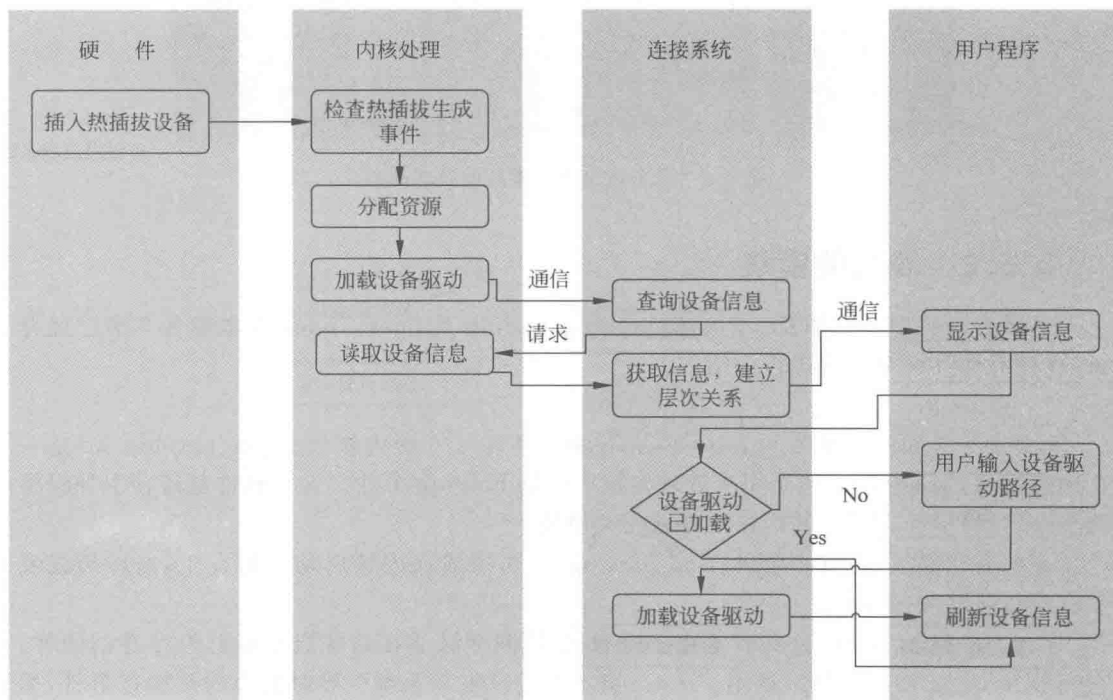 硬 件
内核处理
连接系统
用户程序
插入热插拔设备
检查热插拔生成
事件
分配资源
加载设备驱动
通信
查询设备信息
请求
读取设备信息
获取信息，建立
层次关系
通信
显示设备信息
设备驱动
已加载
No
用户输入设备驱
动路径
Yes
加载设备驱动
刷新设备信息